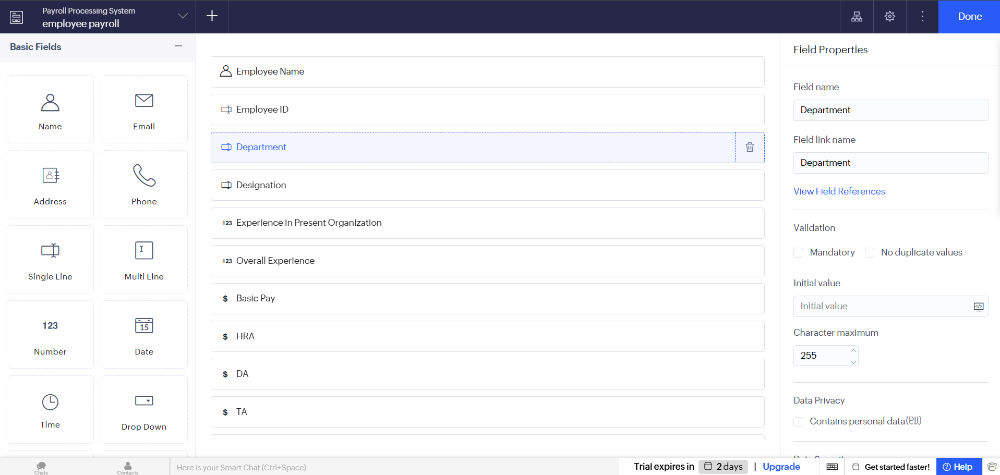 Payroll Processing System
employee payroll
Done
Basic Fields
Name
Email
Address
Phone
Single Line
Multi Line
123
Number
15
Date
Time
Drop Down
Employee Name
Employee ID
Department
Designation
123 Experience in Present Organization
123 Overall Experience
$ Basic Pay
$ HRA
$ DA
$ TA
Field Properties
Field name
Department
Field link name
Department
View Field References
Validation
Mandatory
No duplicate values
Initial value
Initial value
Character maximum
255
Data Privacy
Contains personal data(PII)
Chats
Contacts
Here is your Smart Chat (Ctrl+Space)
Trial expires in 2 days | Upgrade
Get started faster!
Help